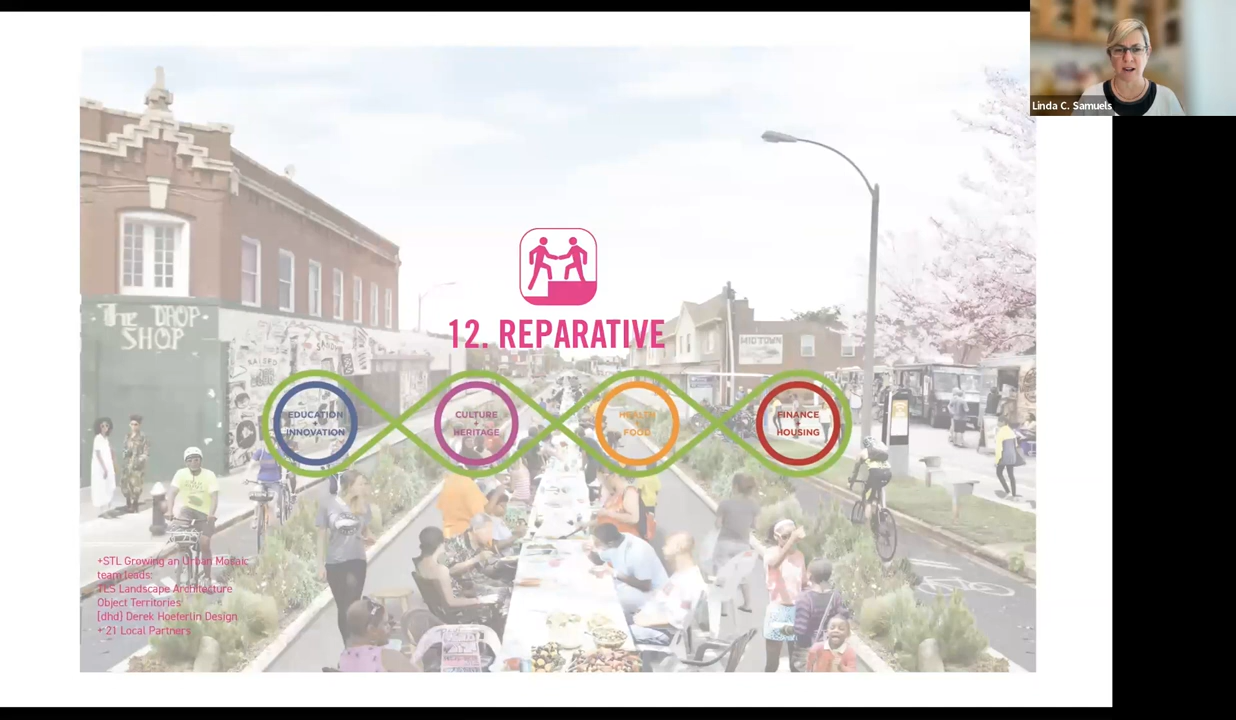 Linda C. Samuels
The DROP
SHOP
MIDTOWN
12. REPARATIVE
EDUCATION
+
INNOVATION
CULTURE
+
HERITAGE
HEALTH
+
FOOD
FINANCE
+
HOUSING
+STL Growing an Urban Mosaic
team leads:
TLS Landscape Architecture
Object Territories
[dhd] Derek Hoeferlin Design
+ 21 Local Partners